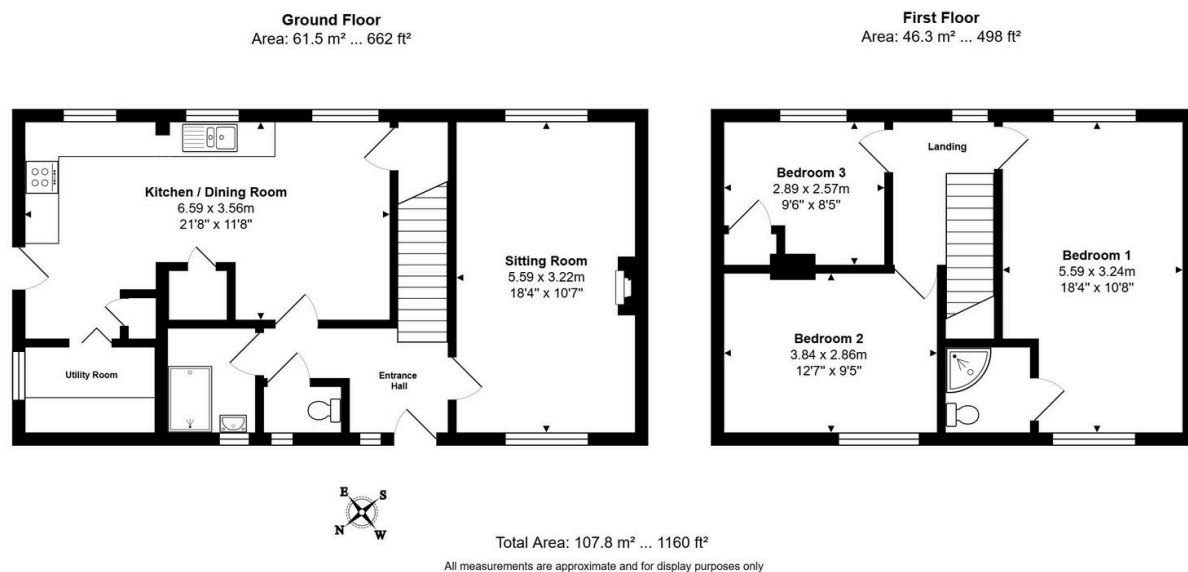 Ground Floor
Area: 61.5 m² ... 662 ft²
First Floor
Area: 46.3 m² ... 498 ft²
Kitchen / Dining Room
6.59 x 3.56m
21'8" x 11'8"
Sitting Room
5.59 x 3.22m
18'4" x 10'7"
Utility Room
Entrance
Hall
Landing
Bedroom 3
2.89 x 2.57m
9'6" x 8'5"
Bedroom 1
5.59 x 3.24m
18'4" x 10'8"
Bedroom 2
3.84 x 2.86m
12'7" x 9'5"
E S
N W
Total Area: 107.8 m² ... 1160 ft²
All measurements are approximate and for display purposes only